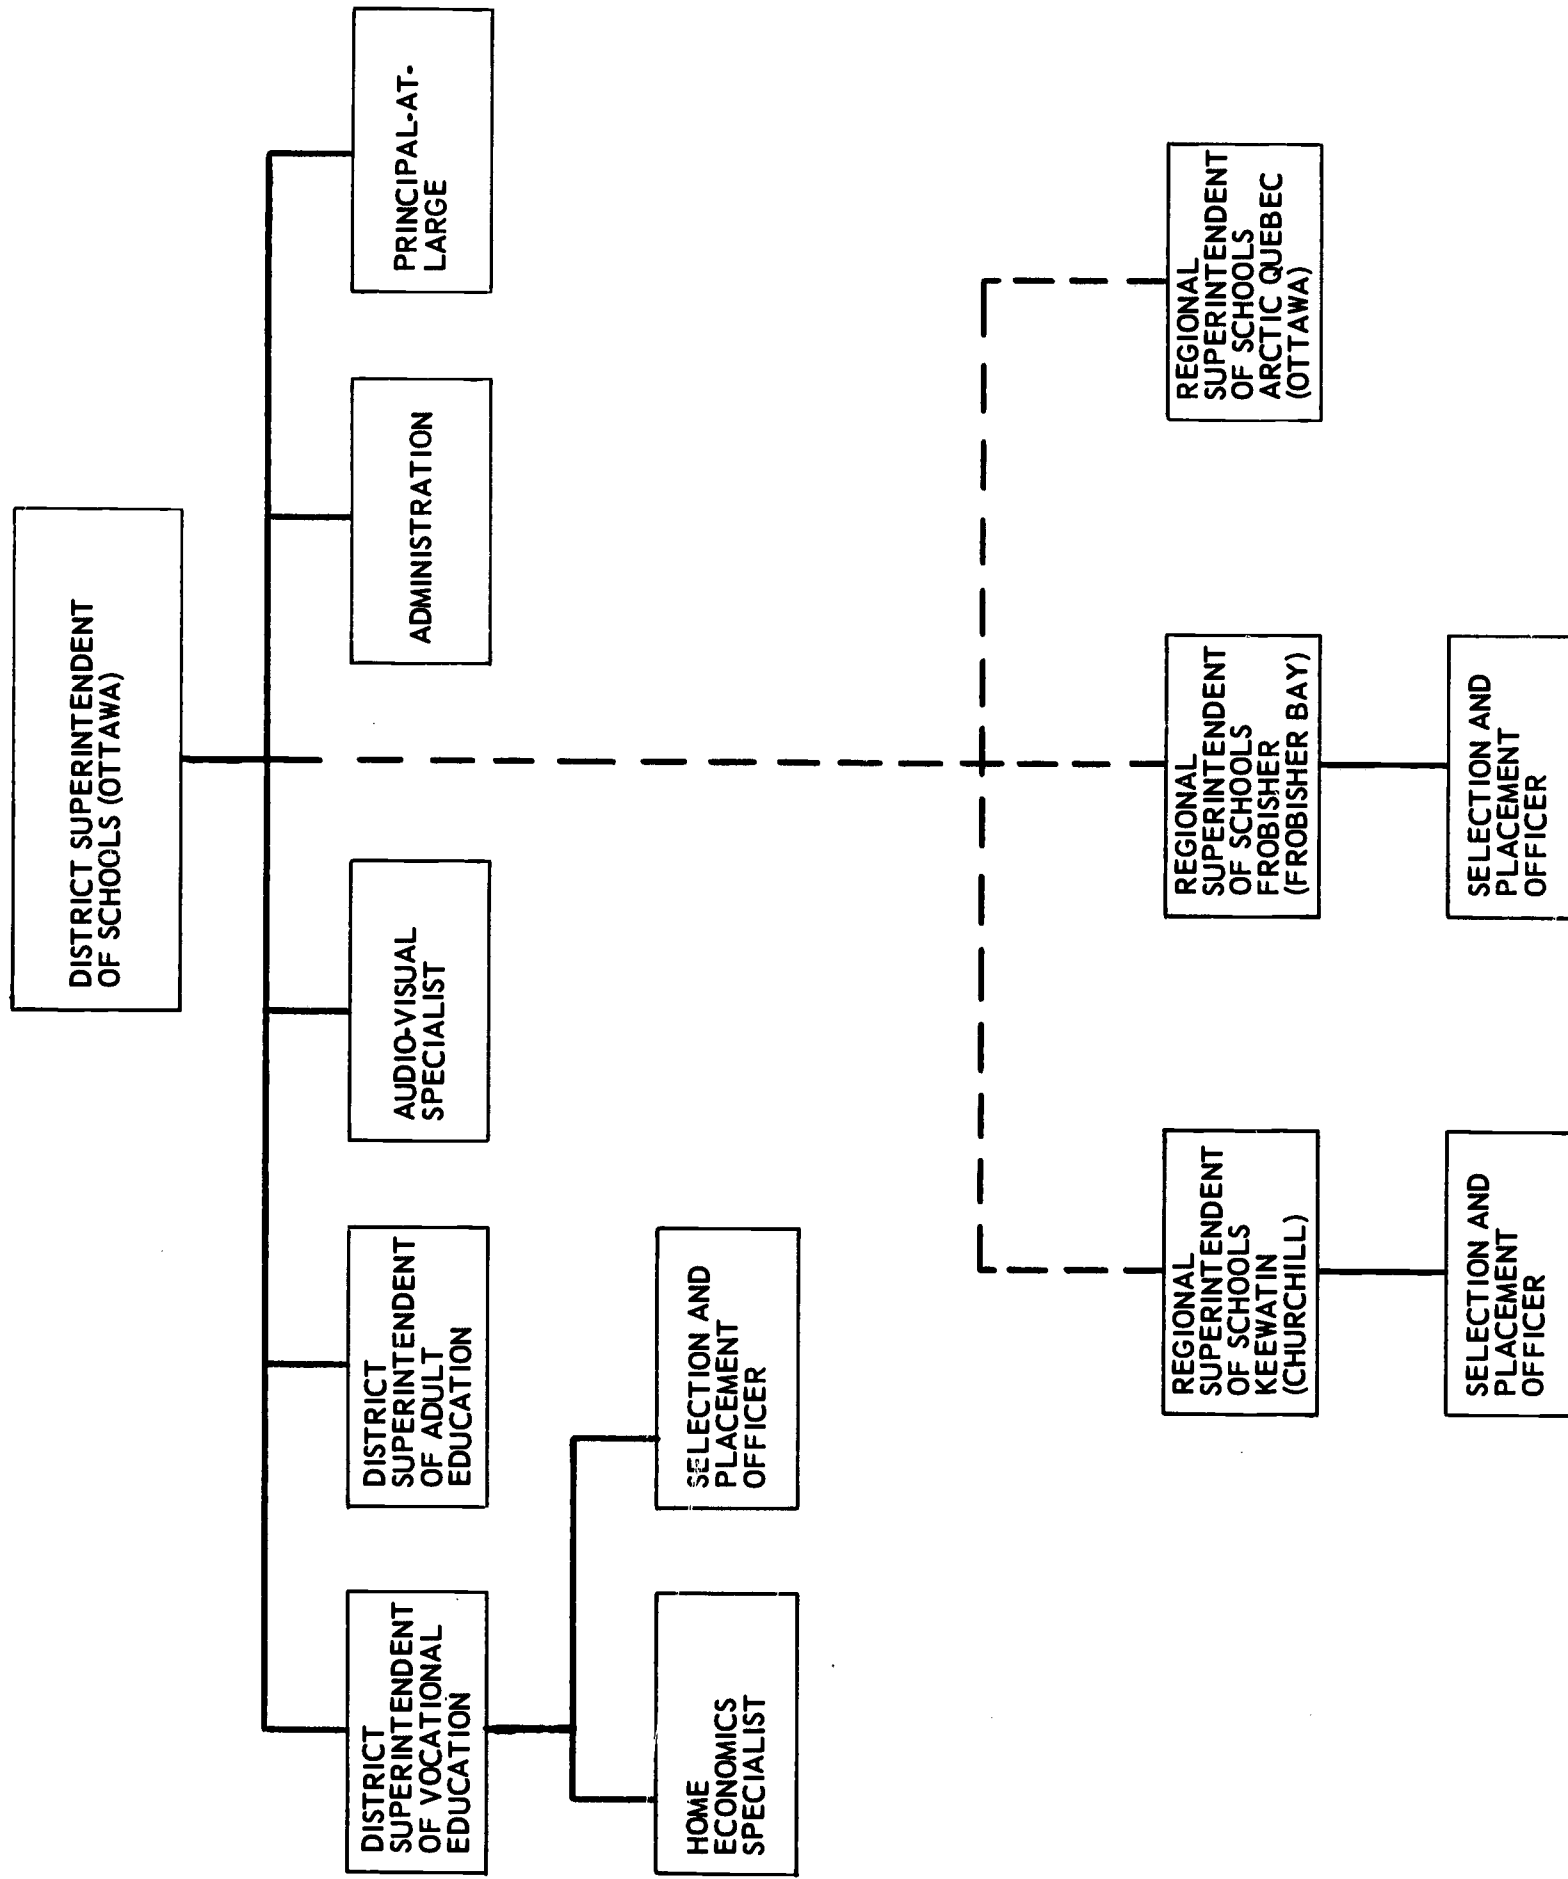 DISTRICT SUPERINTENDENT
OF SCHOOLS (OTTAWA)
DISTRICT
SUPERINTENDENT
OF VOCATIONAL
EDUCATION
DISTRICT
SUPERINTENDENT
OF ADULT
EDUCATION
AUDIO-VISUAL
SPECIALIST
ADMINISTRATION
PRINCIPAL-AT-
LARGE
HOME
ECONOMICS
SPECIALIST
SELECTION AND
PLACEMENT
OFFICER
REGIONAL
SUPERINTENDENT
OF SCHOOLS
KEEWATIN
(CHURCHILL)
REGIONAL
SUPERINTENDENT
OF SCHOOLS
FROBISHER
(FROBISHER BAY)
REGIONAL
SUPERINTENDENT
OF SCHOOLS
ARCTIC QUEBEC
(OTTAWA)
SELECTION AND
PLACEMENT
OFFICER
SELECTION AND
PLACEMENT
OFFICER